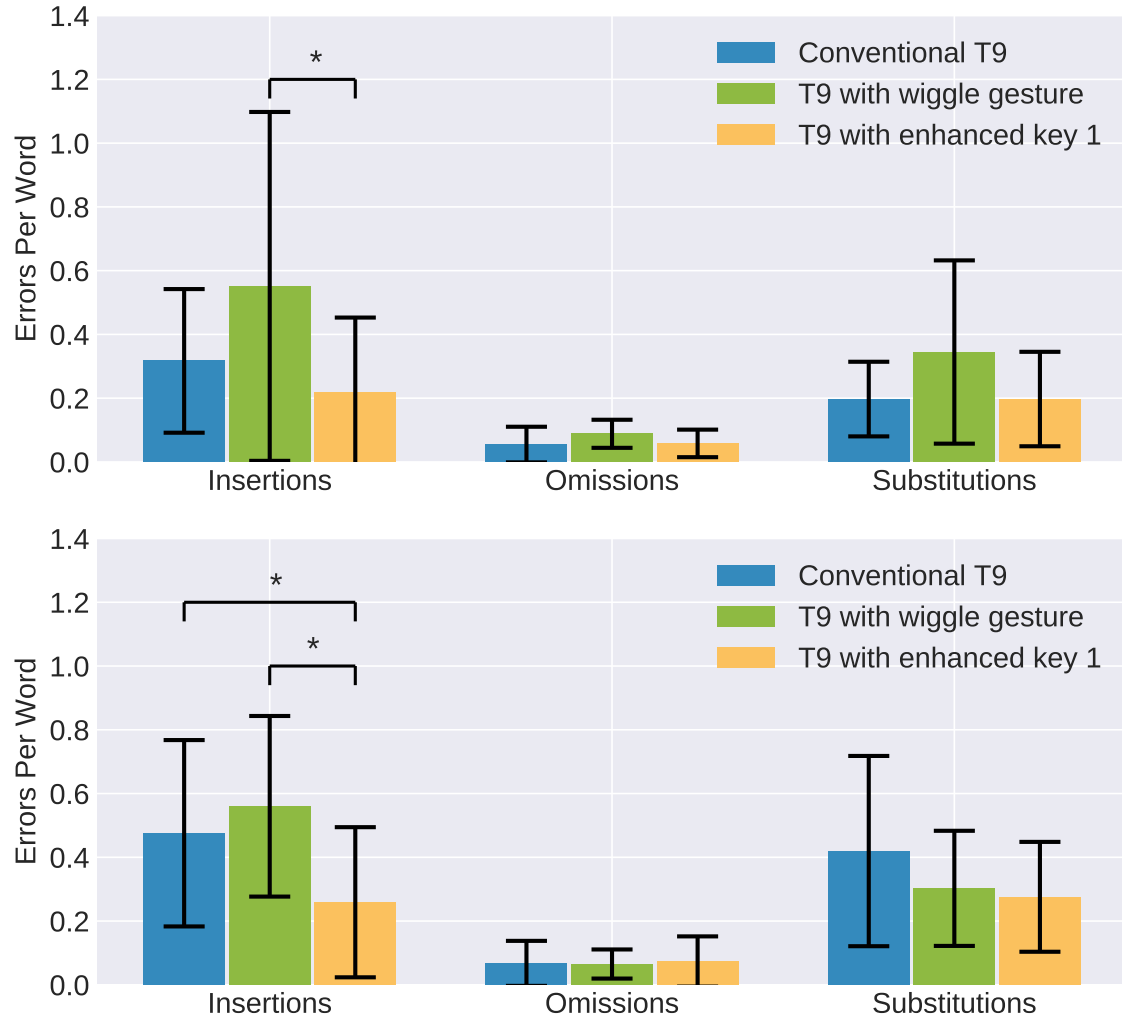 1.4
1.2
1.0
0.8
0.6
0.4
0.2
0.0
Errors Per Word
*
Conventional T9
T9 with wiggle gesture
T9 with enhanced key 1
Insertions
Omissions
Substitutions
1.4
1.2
1.0
0.8
0.6
0.4
0.2
0.0
Errors Per Word
*
*
Conventional T9
T9 with wiggle gesture
T9 with enhanced key 1
Insertions
Omissions
Substitutions